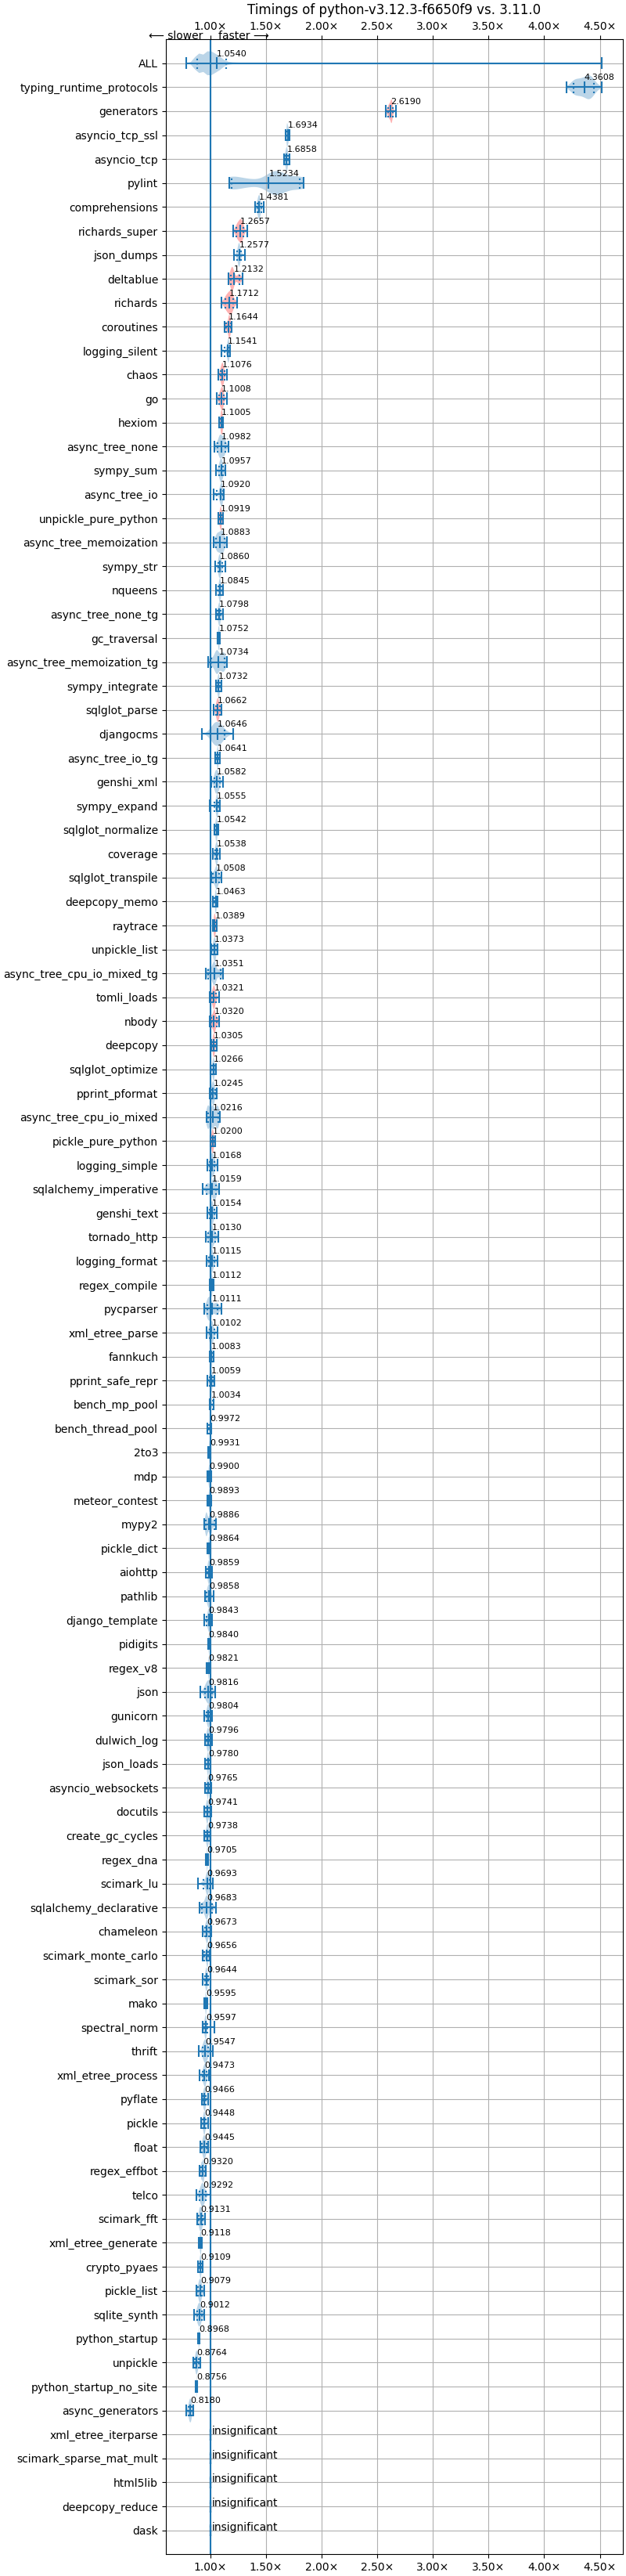 Timings of python-v3.12.3-f6650f9 vs. 3.11.0
1.00× 1.50× 2.00× 2.50× 3.00× 3.50× 4.00× 4.50×
⟵ slower faster ⟶
ALL 1.0540
typing_runtime_protocols 4.3608
generators 2.6190
asyncio_tcp_ssl 1.6934
asyncio_tcp 1.6858
pylint 1.5234
comprehensions 1.4381
richards_super 1.2657
json_dumps 1.2577
deltablue 1.2132
richards 1.1712
coroutines 1.1644
logging_silent 1.1541
chaos 1.1076
go 1.1008
hexiom 1.1005
async_tree_none 1.0982
sympy_sum 1.0957
async_tree_io 1.0920
unpickle_pure_python 1.0919
async_tree_memoization 1.0883
sympy_str 1.0860
nqueens 1.0845
async_tree_none_tg 1.0798
gc_traversal 1.0752
async_tree_memoization_tg 1.0734
sympy_integrate 1.0732
sqlglot_parse 1.0662
djangocms 1.0646
async_tree_io_tg 1.0641
genshi_xml 1.0582
sympy_expand 1.0555
sqlglot_normalize 1.0542
coverage 1.0538
sqlglot_transpile 1.0508
deepcopy_memo 1.0463
raytrace 1.0389
unpickle_list 1.0373
async_tree_cpu_io_mixed_tg 1.0351
tomli_loads 1.0321
nbody 1.0320
deepcopy 1.0305
sqlglot_optimize 1.0266
pprint_pformat 1.0245
async_tree_cpu_io_mixed 1.0216
pickle_pure_python 1.0200
logging_simple 1.0168
sqlalchemy_imperative 1.0159
genshi_text 1.0154
tornado_http 1.0130
logging_format 1.0115
regex_compile 1.0112
pycparser 1.0111
xml_etree_parse 1.0102
fannkuch 1.0083
pprint_safe_repr 1.0059
bench_mp_pool 1.0034
bench_thread_pool 0.9972
2to3 0.9931
mdp 0.9900
meteor_contest 0.9893
mypy2 0.9886
pickle_dict 0.9864
aiohttp 0.9859
pathlib 0.9858
django_template 0.9843
pidigits 0.9840
regex_v8 0.9821
json 0.9816
gunicorn 0.9804
dulwich_log 0.9796
json_loads 0.9780
asyncio_websockets 0.9765
docutils 0.9741
create_gc_cycles 0.9738
regex_dna 0.9705
scimark_lu 0.9693
sqlalchemy_declarative 0.9683
chameleon 0.9673
scimark_monte_carlo 0.9656
scimark_sor 0.9644
mako 0.9595
spectral_norm 0.9597
thrift 0.9547
xml_etree_process 0.9473
pyflate 0.9466
pickle 0.9448
float 0.9445
regex_effbot 0.9320
telco 0.9292
scimark_fft 0.9131
xml_etree_generate 0.9118
crypto_pyaes 0.9109
pickle_list 0.9079
sqlite_synth 0.9012
python_startup 0.8968
unpickle 0.8764
python_startup_no_site 0.8756
async_generators 0.8180
xml_etree_iterparse insignificant
scimark_sparse_mat_mult insignificant
html5lib insignificant
deepcopy_reduce insignificant
dask insignificant
1.00× 1.50× 2.00× 2.50× 3.00× 3.50× 4.00× 4.50×